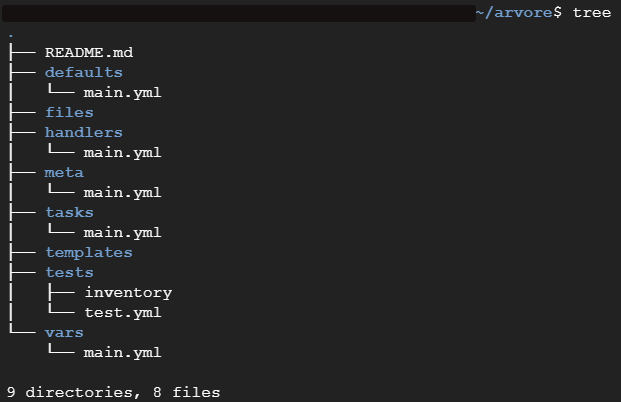 ~/arvore$ tree
.
├── README.md
├── defaults
│   └── main.yml
├── files
├── handlers
│   └── main.yml
├── meta
│   └── main.yml
├── tasks
│   └── main.yml
├── templates
├── tests
│   ├── inventory
│   └── test.yml
└── vars
    └── main.yml

9 directories, 8 files